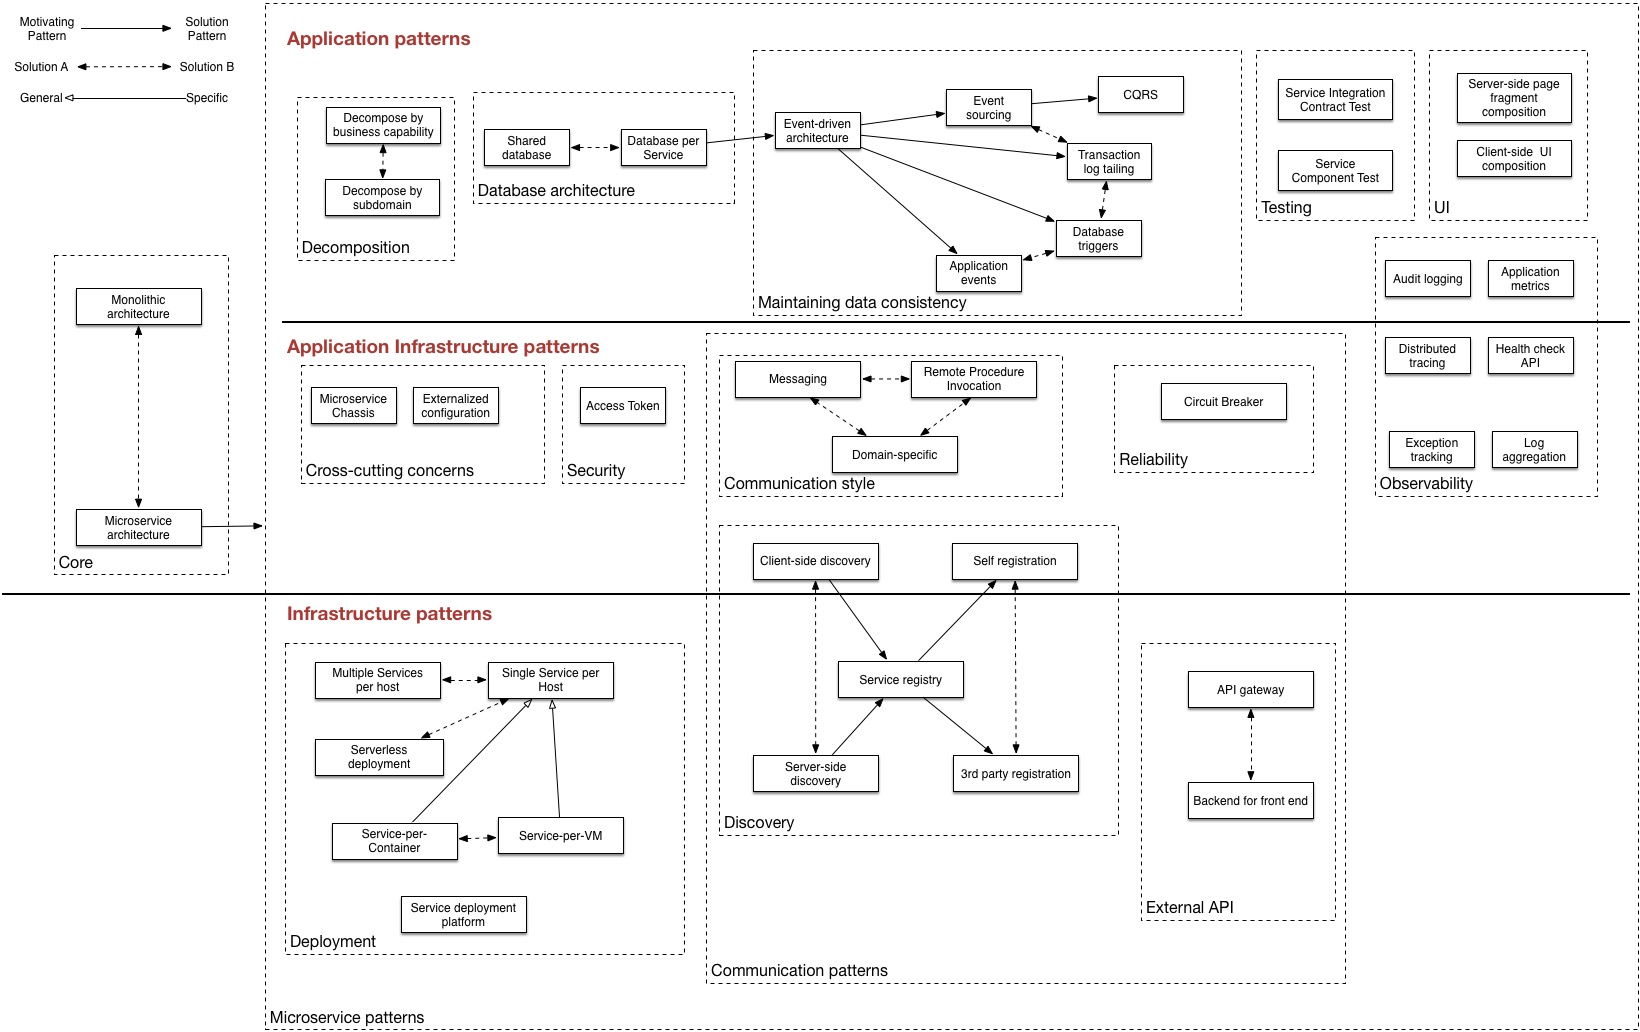 Motivating
Pattern
Solution
Pattern
Solution A
Solution B
General
Specific
Application patterns
Decompose by
business capability
Decompose by
subdomain
Decomposition
Shared
database
Database per
Service
Database architecture
Event-driven
architecture
Event
sourcing
CQRS
Transaction
log tailing
Database
triggers
Application
events
Maintaining data consistency
Service Integration
Contract Test
Service
Component Test
Testing
Server-side page
fragment
composition
Client-side UI
composition
UI
Monolithic
architecture
Microservice
architecture
Core
Audit logging
Application
metrics
Distributed
tracing
Health check
API
Exception
tracking
Log
aggregation
Observability
Application Infrastructure patterns
Microservice
Chassis
Externalized
configuration
Cross-cutting concerns
Access Token
Security
Messaging
Remote Procedure
Invocation
Domain-specific
Communication style
Circuit Breaker
Reliability
Client-side discovery
Self registration
Service registry
Server-side
discovery
3rd party registration
Discovery
Infrastructure patterns
Multiple Services
per host
Single Service per
Host
Serverless
deployment
Service-per-
Container
Service-per-VM
Service deployment
platform
Deployment
API gateway
Backend for front end
External API
Communication patterns
Microservice patterns